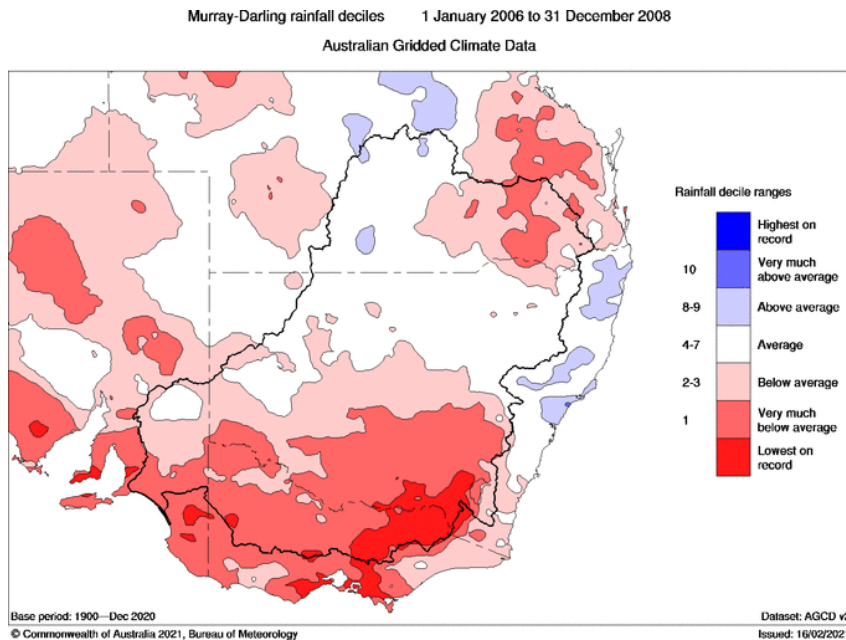 Murray-Darling rainfall deciles 1 January 2006 to 31 December 2008
Australian Gridded Climate Data
Rainfall decile ranges
Highest on
record
10 Very much
above average
8-9 Above average
4-7 Average
2-3 Below average
1 Very much
below average
Lowest on
record
Base period: 1900—Dec 2020 Dataset: AGCD
© Commonwealth of Australia 2021, Bureau of Meteorology Issued: